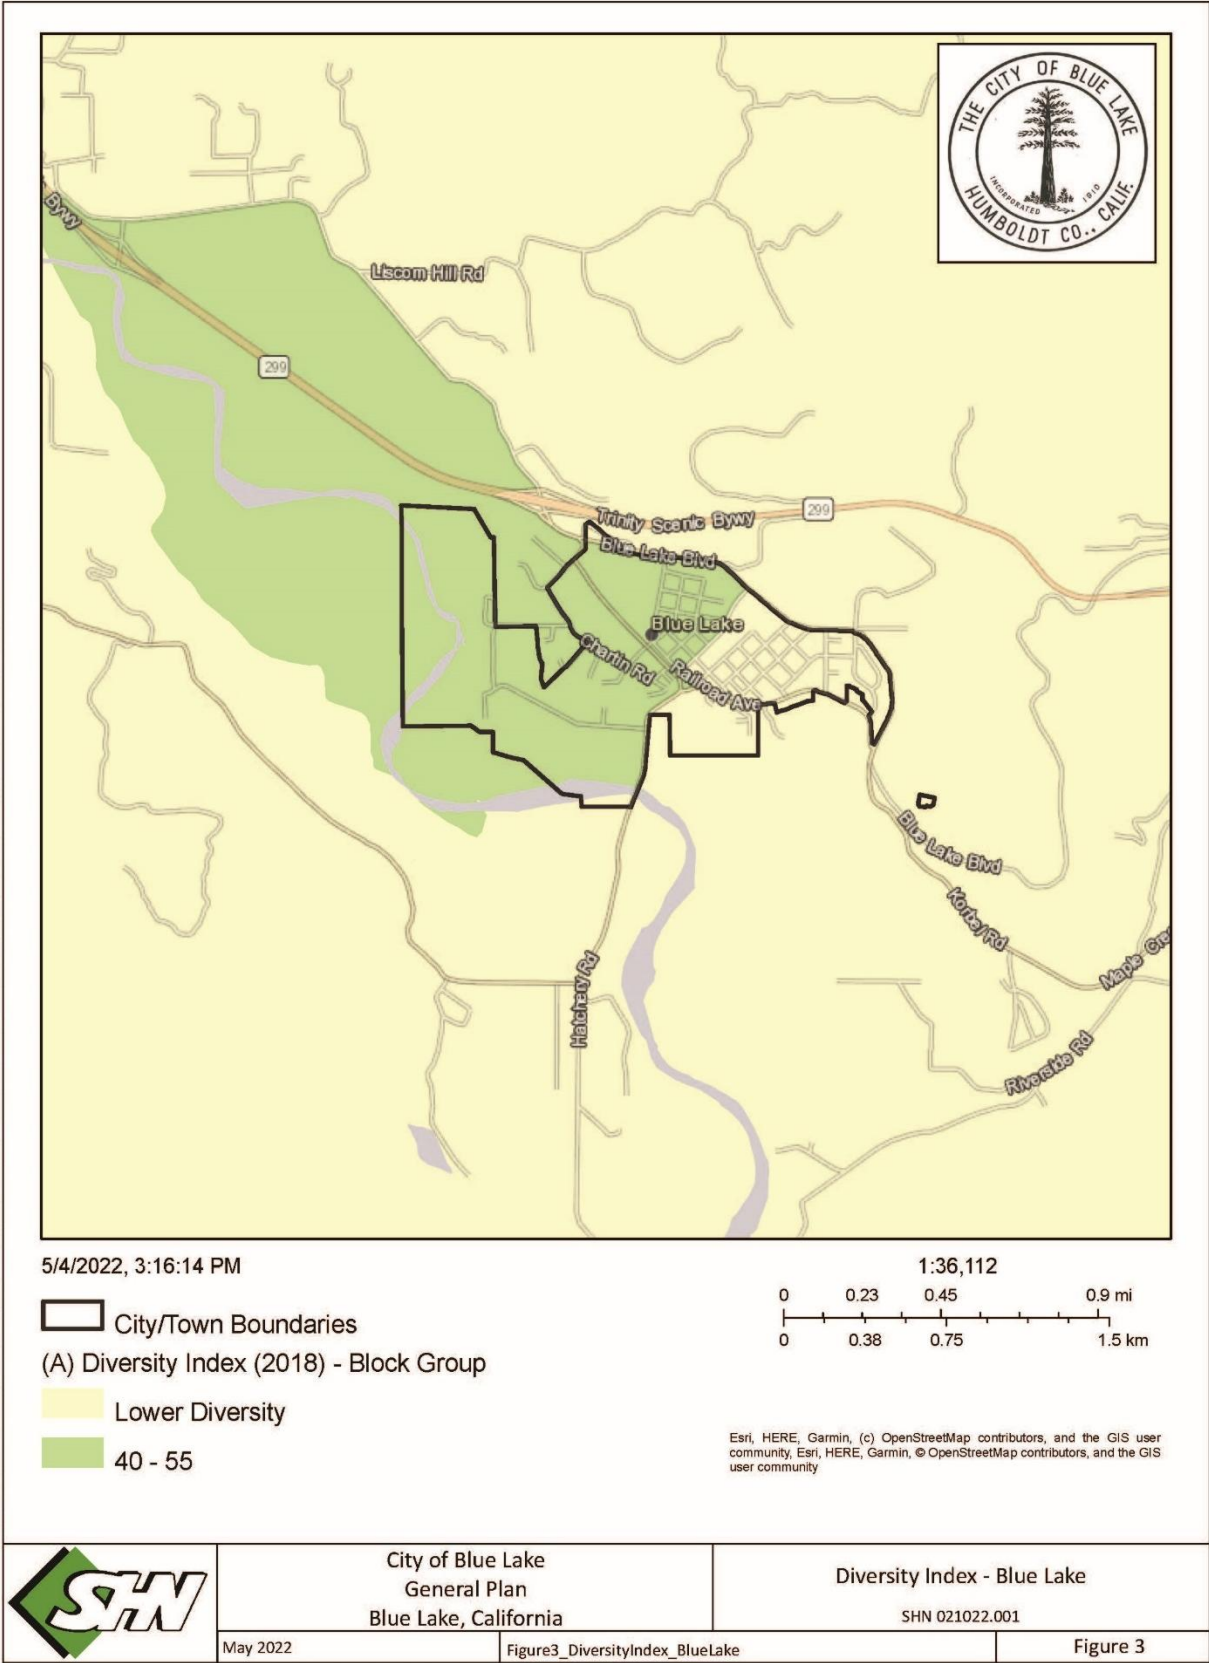 THE CITY OF BLUE LAKE
INCORPORATED 1910
HUMBOLDT CO., CALIF.
Bywy
Liscom Hill Rd
299
299
Trinity Scenic Bywy
Blue Lake Blvd
Blue Lake
Chartin Rd
Railroad Ave
Blue Lake Blvd
Korbel Rd
Maple Cre
Hatchery Rd
Riverside Rd
5/4/2022, 3:16:14 PM
1:36,112
0 0.23 0.45 0.9 mi
0 0.38 0.75 1.5 km
City/Town Boundaries
(A) Diversity Index (2018) - Block Group
Lower Diversity
40 - 55
Esri, HERE, Garmin, (c) OpenStreetMap contributors, and the GIS user
community, Esri, HERE, Garmin, © OpenStreetMap contributors, and the GIS
user community
SHN
City of Blue Lake
General Plan
Blue Lake, California
Diversity Index - Blue Lake
SHN 021022.001
May 2022
Figure3_DiversityIndex_BlueLake
Figure 3